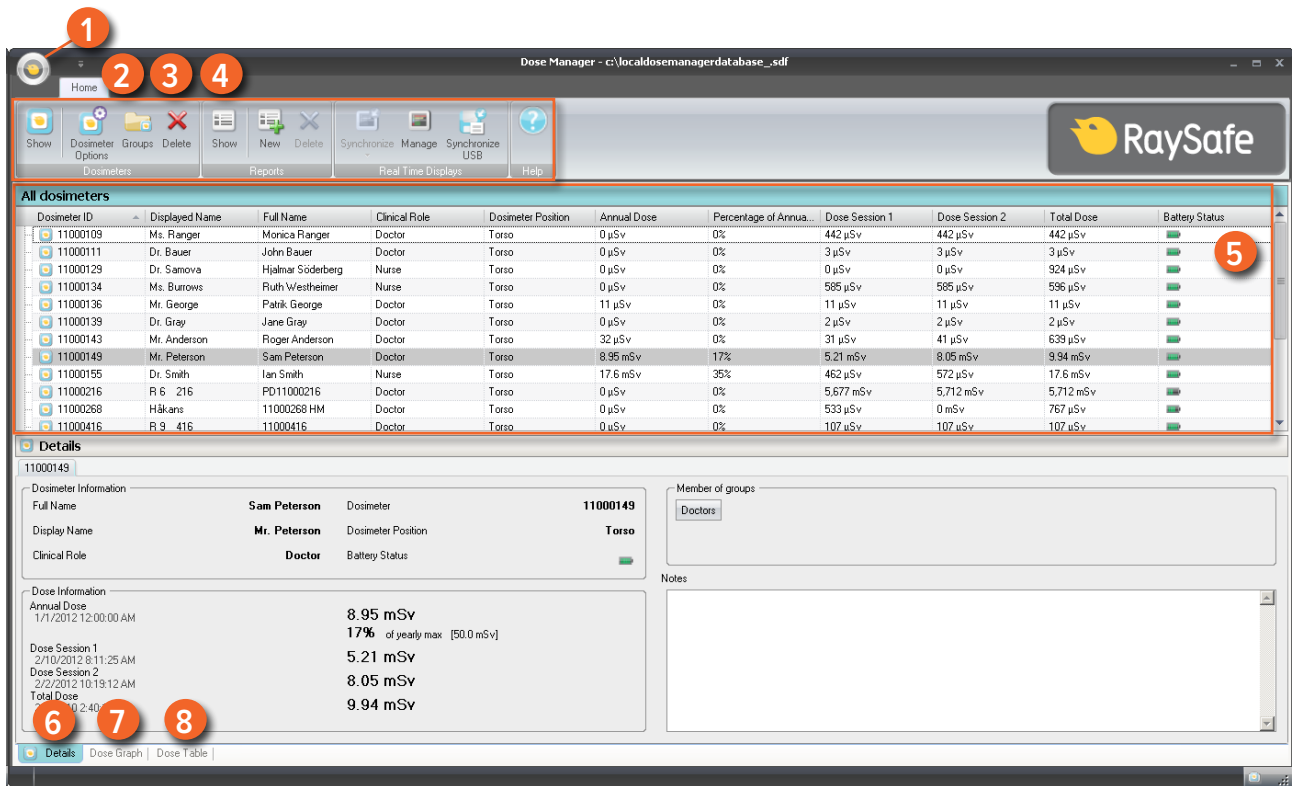 1
Dose Manager - c:\localdosemanagerdatabase_.sdf
2 3 4
Home
Show Dosimeter Options Groups Delete Show New Delete Synchronize Manage Synchronize USB
Dosimeters Reports Real Time Displays Help
RaySafe
All dosimeters
Dosimeter ID Displayed Name Full Name Clinical Role Dosimeter Position Annual Dose Percentage of Annua... Dose Session 1 Dose Session 2 Total Dose Battery Status
11000109 Ms. Ranger Monica Ranger Doctor Torso 0 µSv 0% 442 µSv 442 µSv 442 µSv
11000111 Dr. Bauer John Bauer Doctor Torso 0 µSv 0% 3 µSv 3 µSv 3 µSv
5
11000129 Dr. Samova Hjalmar Söderberg Nurse Torso 0 µSv 0% 0 µSv 0 µSv 924 µSv
11000134 Ms. Burrows Ruth Westheimer Nurse Torso 0 µSv 0% 585 µSv 585 µSv 596 µSv
11000136 Mr. George Patrik George Doctor Torso 11 µSv 0% 11 µSv 11 µSv 11 µSv
11000139 Dr. Gray Jane Gray Doctor Torso 0 µSv 0% 2 µSv 2 µSv 2 µSv
11000143 Mr. Anderson Roger Anderson Doctor Torso 32 µSv 0% 31 µSv 41 µSv 639 µSv
11000149 Mr. Peterson Sam Peterson Doctor Torso 8.95 mSv 17% 5.21 mSv 8.05 mSv 9.94 mSv
11000155 Dr. Smith Ian Smith Nurse Torso 17.6 mSv 35% 462 µSv 572 µSv 17.6 mSv
11000216 R 6 216 PD11000216 Doctor Torso 0 µSv 0% 5,677 mSv 5,712 mSv 5,712 mSv
11000268 Håkans 11000268 HM Doctor Torso 0 µSv 0% 533 µSv 0 mSv 767 µSv
11000416 R 9 416 11000416 Doctor Torso 0 µSv 0% 107 µSv 107 µSv 107 µSv
Details
11000149
Dosimeter Information
Full Name Sam Peterson Dosimeter 11000149
Display Name Mr. Peterson Dosimeter Position Torso
Clinical Role Doctor Battery Status
Member of groups
Doctors
Notes
Dose Information
Annual Dose
1/1/2012 12:00:00 AM 8.95 mSv
17% of yearly max [50.0 mSv]
Dose Session 1
2/10/2012 8:11:25 AM 5.21 mSv
Dose Session 2
2/2/2012 10:19:12 AM 8.05 mSv
Total Dose
9.94 mSv
6 7 8
Details Dose Graph Dose Table